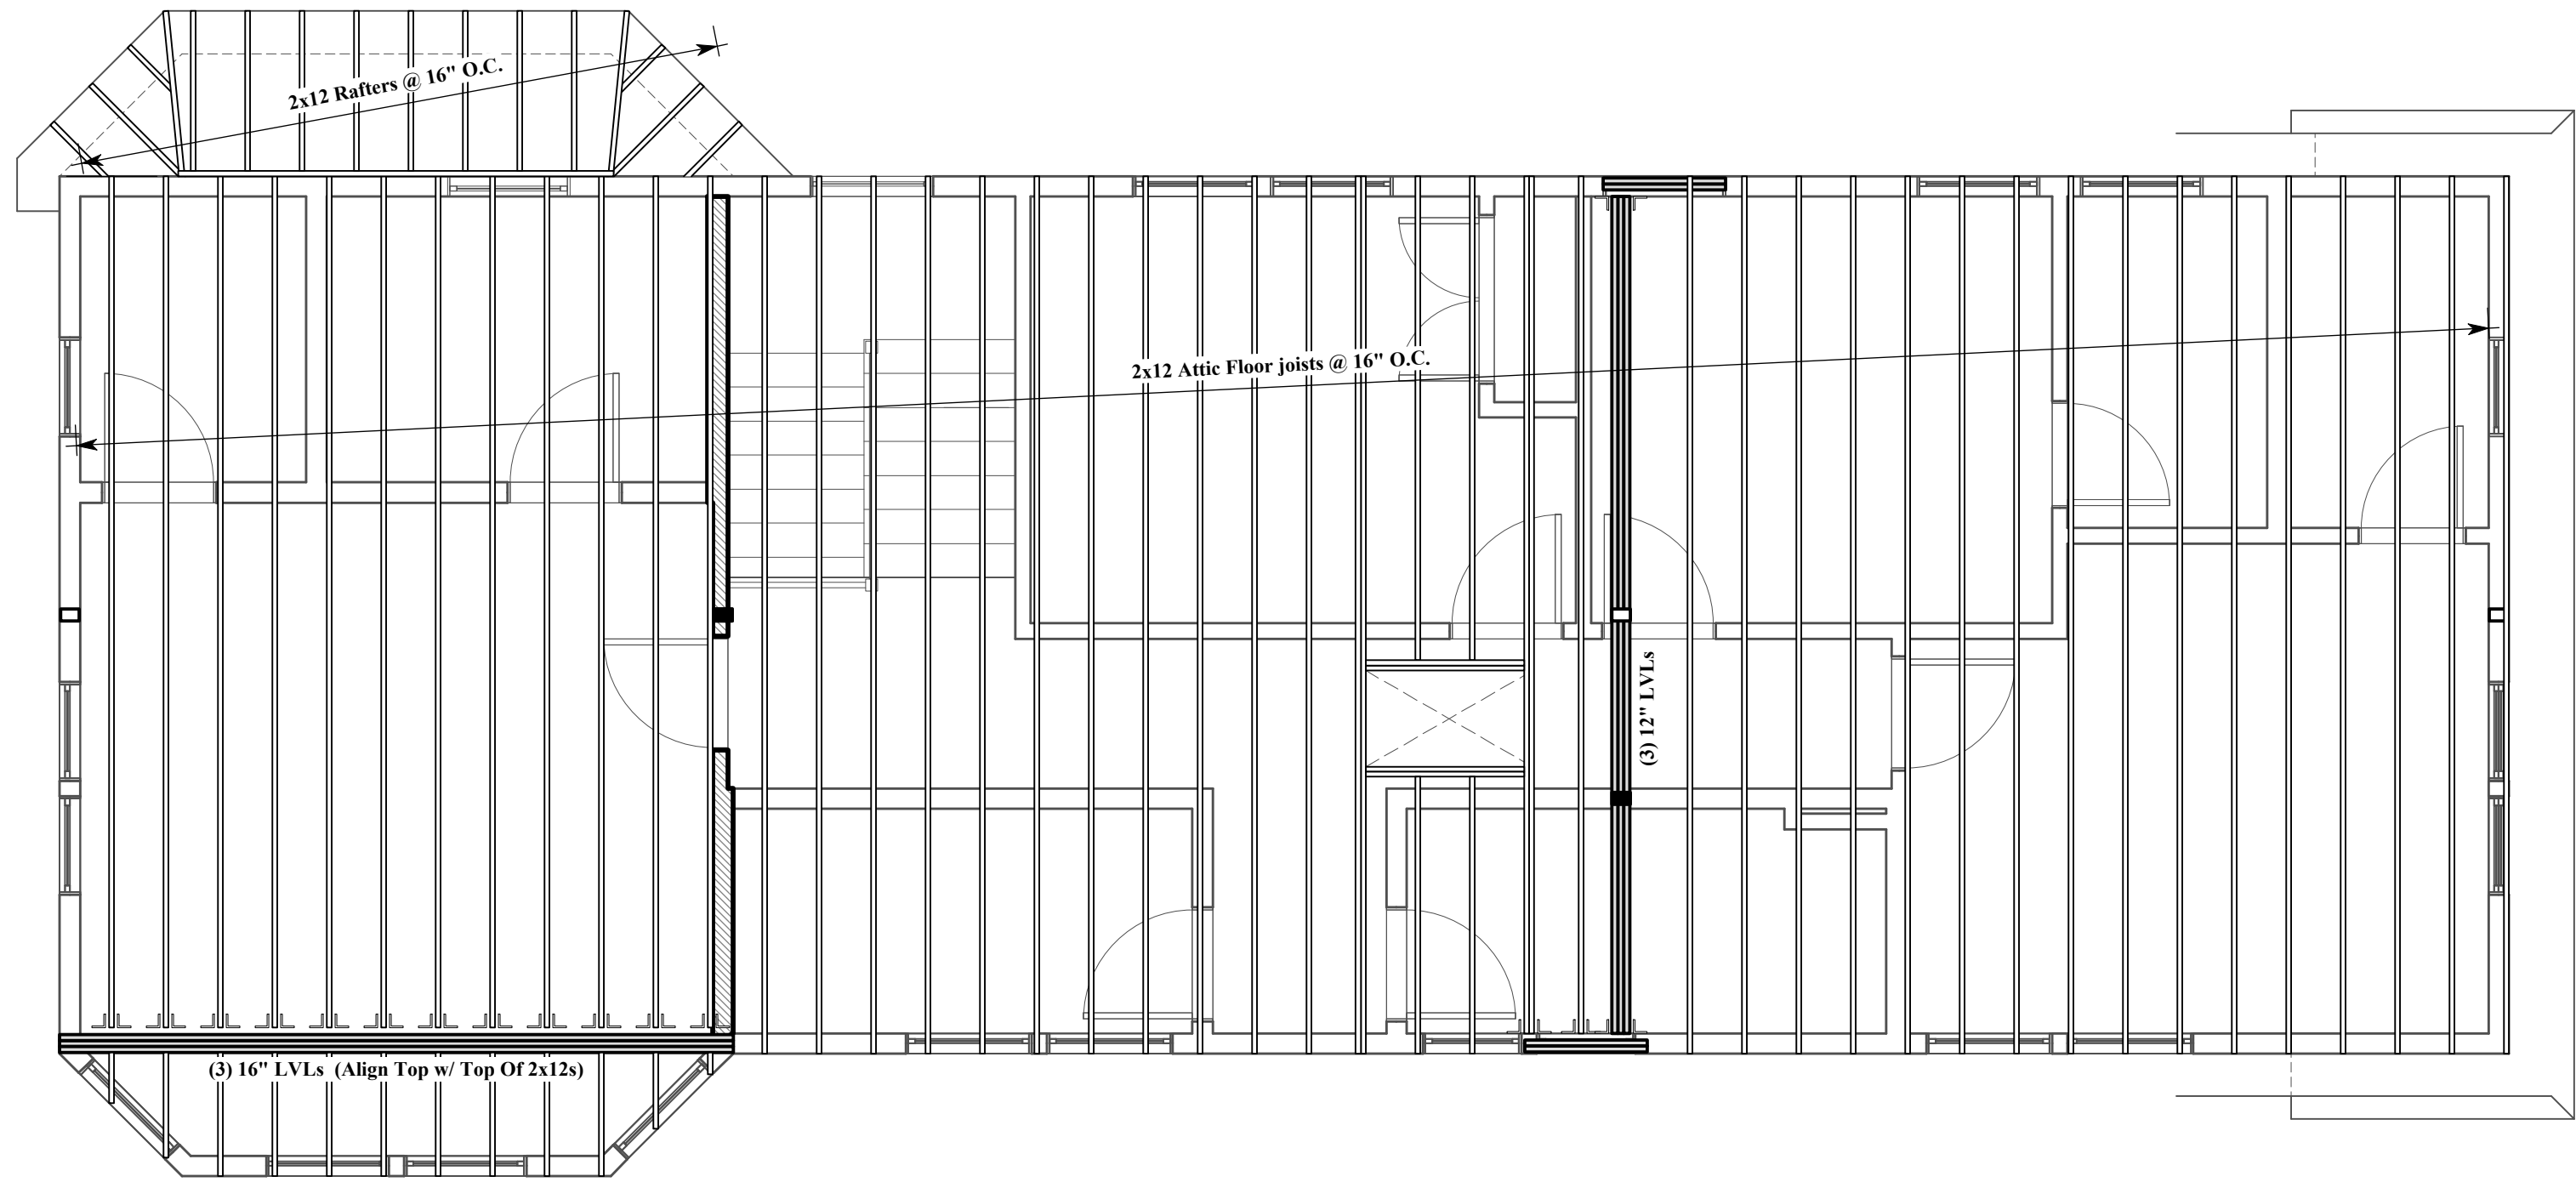 2x12 Rafters @ 16" O.C.
2x12 Attic Floor joists @ 16" O.C.
(3) 12" LVLs
(3) 16" LVLs (Align Top w/ Top Of 2x12s)